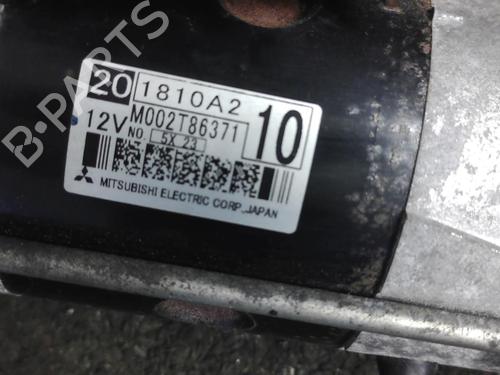 B-PARTS
20 1810A2
12V M002T86371 10
NO. 5X 23
MITSUBISHI ELECTRIC CORP. JAPAN